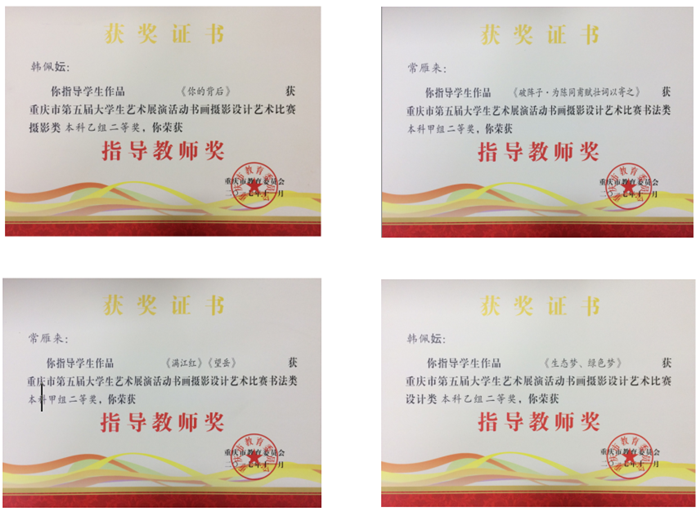 获奖证书
韩佩妘：
你指导学生作品 《你的背后》 获
重庆市第五届大学生艺术展演活动书画摄影设计艺术比赛
摄影类 本科乙组二等奖，你荣获
指导教师奖
重庆市教育委员会
获奖证书
常雁来：
你指导学生作品 《破阵子·为陈同甫赋壮词以寄之》 获
重庆市第五届大学生艺术展演活动书画摄影设计艺术比赛书法类
本科甲组二等奖，你荣获
指导教师奖
重庆市教育委员会
获奖证书
常雁来：
你指导学生作品 《满江红》《望岳》 获
重庆市第五届大学生艺术展演活动书画摄影设计艺术比赛书法类
本科甲组二等奖，你荣获
指导教师奖
重庆市教育委员会
获奖证书
韩佩妘：
你指导学生作品 《生态梦、绿色梦》 获
重庆市第五届大学生艺术展演活动书画摄影设计艺术比赛
设计类 本科乙组二等奖，你荣获
指导教师奖
重庆市教育委员会